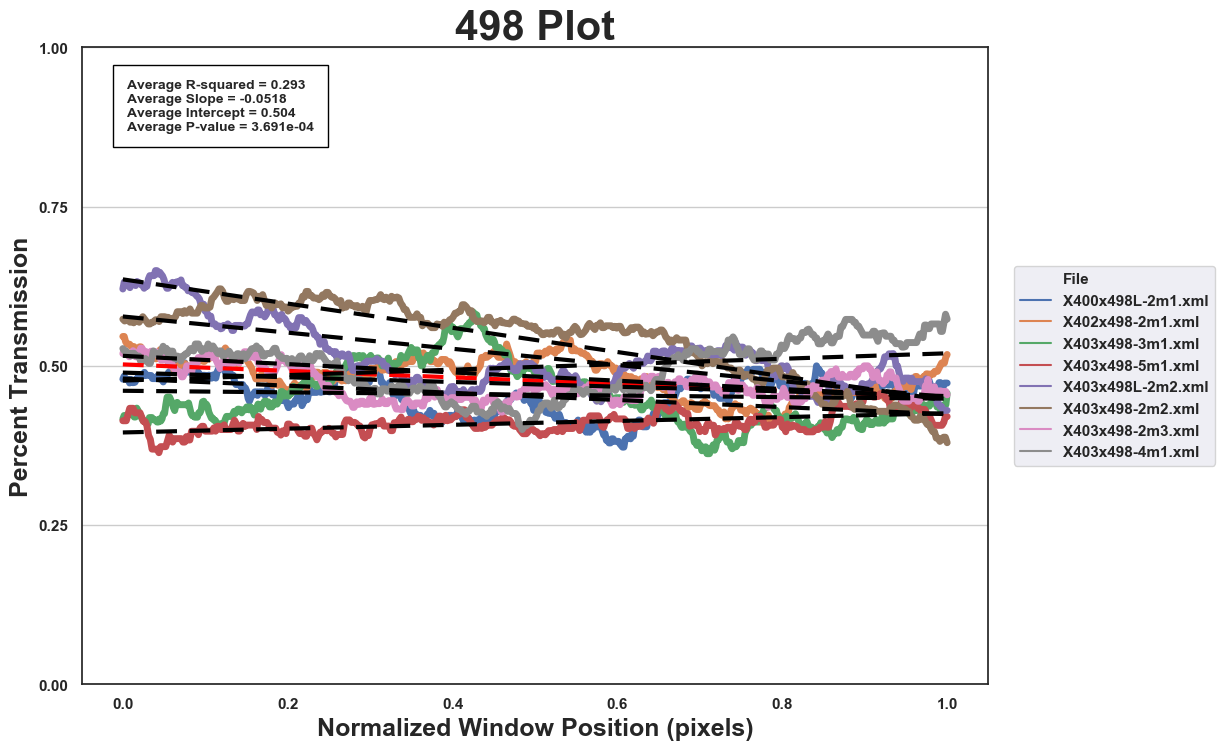 498 Plot
Average R-squared = 0.293
Average Slope = -0.0518
Average Intercept = 0.504
Average P-value = 3.691e-04
Percent Transmission
1.00
0.75
0.50
0.25
0.00
0.0 0.2 0.4 0.6 0.8 1.0
Normalized Window Position (pixels)
File
X400x498L-2m1.xml
X402x498-2m1.xml
X403x498-3m1.xml
X403x498-5m1.xml
X403x498L-2m2.xml
X403x498-2m2.xml
X403x498-2m3.xml
X403x498-4m1.xml